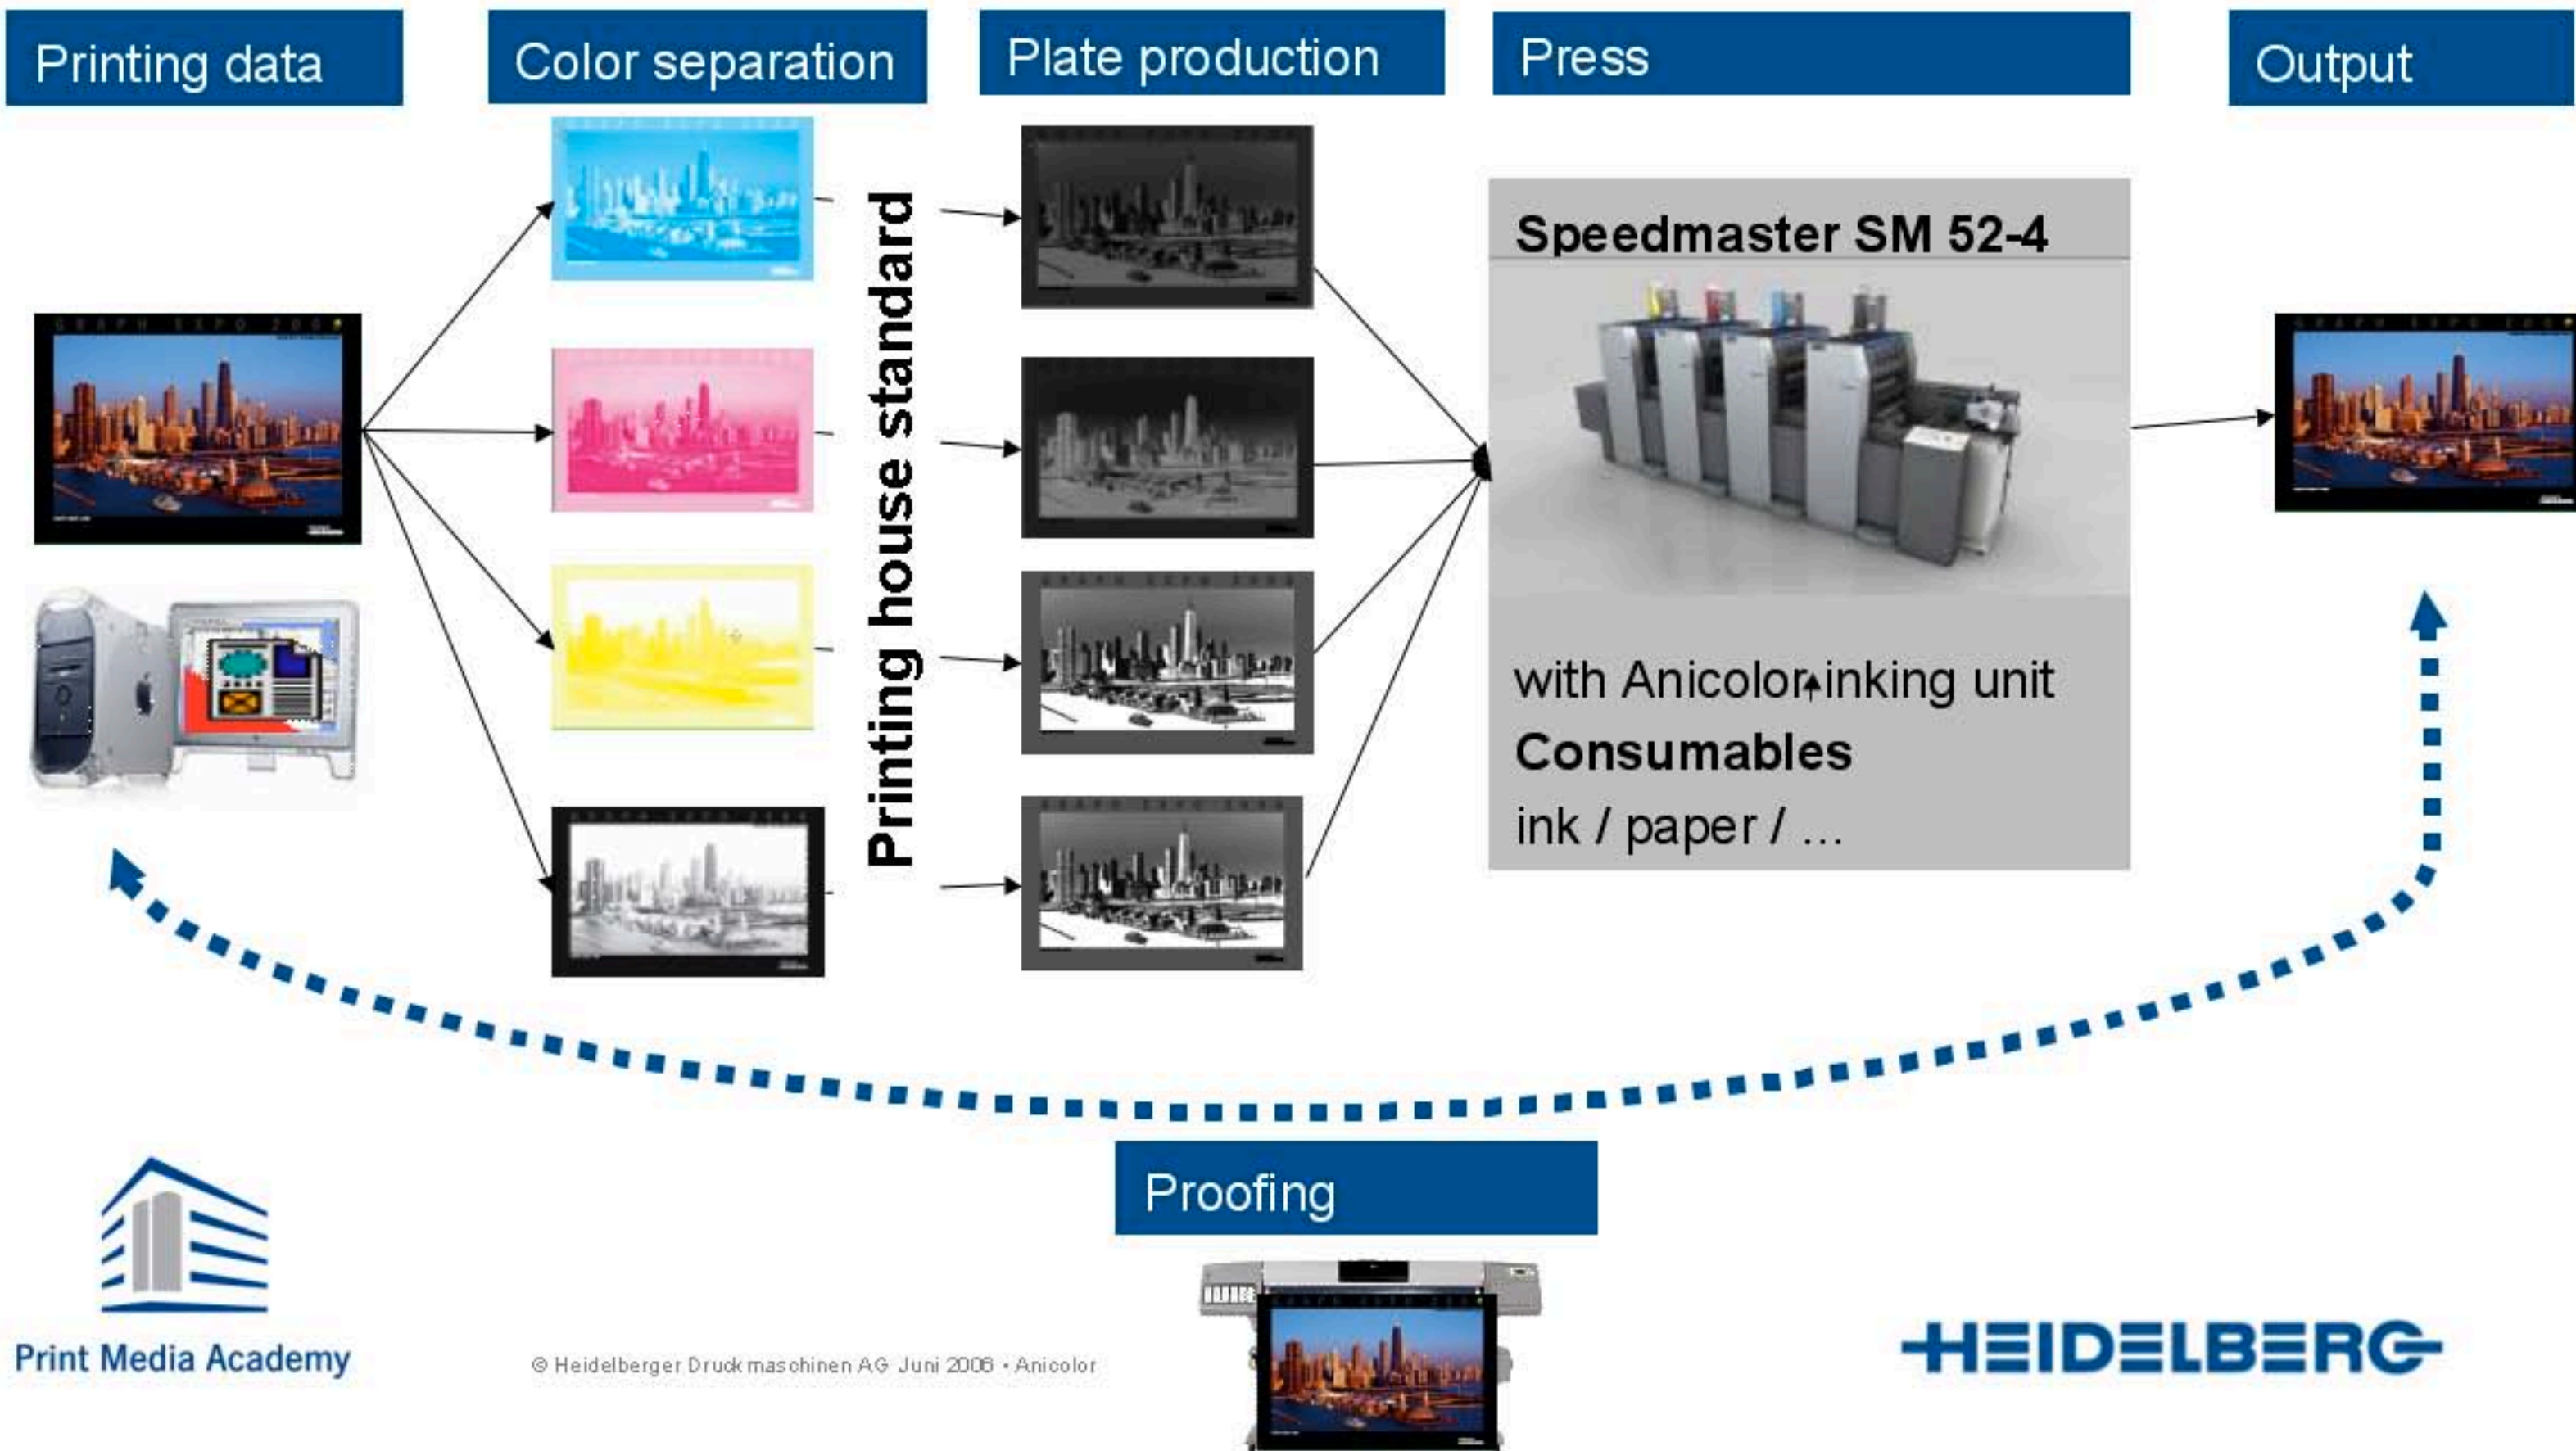 Printing data
Color separation
Plate production
Press
Output
Printing house standard
Speedmaster SM 52-4
with Anicolor inking unit
Consumables
ink / paper / ...
Proofing
Print Media Academy
© Heidelberger Druckmaschinen AG Juni 2006 • Anicolor
HEIDELBERG